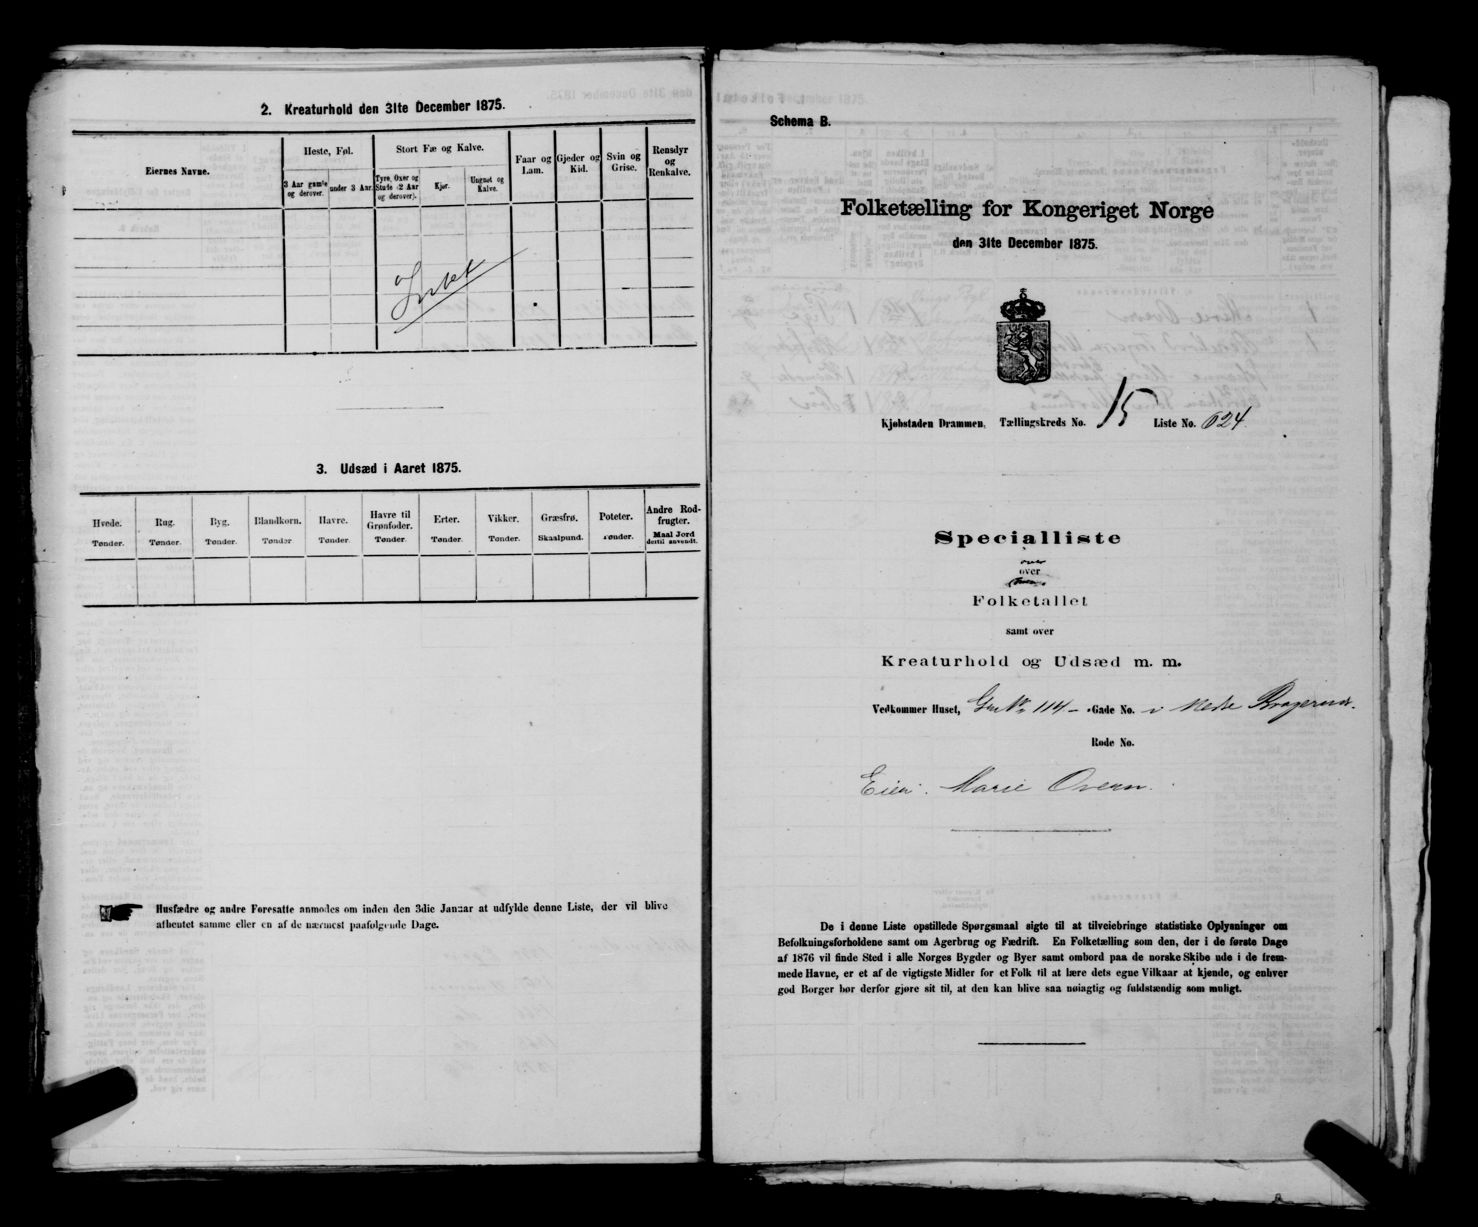 2. Kreaturhold den 31te December 1875.
Eiernes Navne.
Heste, Føl.
3 Aar gamle og derover.
under 3 Aar.
Stort Fæ og Kalve.
Tyre, Oxer og Stude (2 Aar og derover).
Kjør.
Ungnøt og Kalve.
Faar og Lam.
Gjeder og Kid.
Svin og Grise.
Rensdyr og Renkalve.
Intet
3. Udsæd i Aaret 1875.
Hvede. Rug. Byg. Blandkorn. Havre. Havre til Grønfoder. Erter. Vikker. Græsfrø. Poteter. Andre Rodfrugter.
Tønder. Tønder. Tønder. Tønder Tønder. Tønder. Tønder. Tønder. Skaalpund. Tønder. Maal Jord dertil anvendt.
Husfædre og andre Foresatte anmodes om inden den 3die Januar at udfylde denne Liste, der vil blive
afhentet samme eller en af de nærmest paafølgende Dage.
Schema B.
Folketælling for Kongeriget Norge
den 31te December 1875.
Kjøbstaden Drammen, Tællingskreds No. 15 Liste No. 624
Specialliste
over
over
Folketallet
samt over
Kreaturhold og Udsæd m. m.
Vedkommer Huset, No 114 - Gade No. i Nedre Bragernæs.
Rode No.
Eier. Marie Overn.
De i denne Liste opstillede Spørgsmaal sigte til at tilveiebringe statistiske Oplysninger om
Befolkningsforholdene samt om Agerbrug og Fædrift. En Folketælling som den, der i de første Dage
af 1876 vil finde Sted i alle Norges Bygder og Byer samt ombord paa de norske Skibe ude i de frem-
mede Havne, er et af de vigtigste Midler for et Folk til at lære dets egne Vilkaar at kjende, og enhver
god Borger bør derfor gjøre sit til, at den kan blive saa nøiagtig og fuldstændig som muligt.